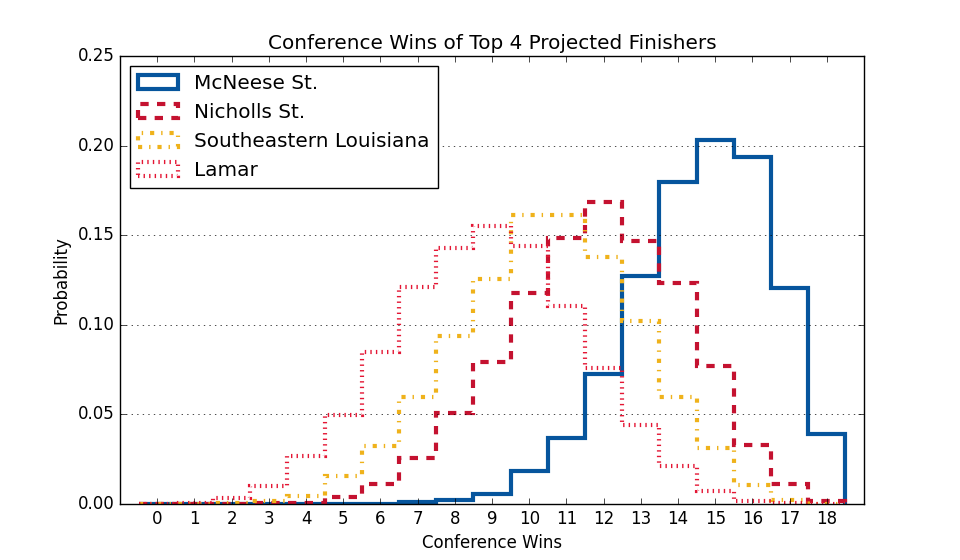 Conference Wins of Top 4 Projected Finishers
0.25
0.20
0.15
0.10
0.05
0.00
Probability
McNeese St.
Nicholls St.
Southeastern Louisiana
Lamar
0 1 2 3 4 5 6 7 8 9 10 11 12 13 14 15 16 17 18
Conference Wins